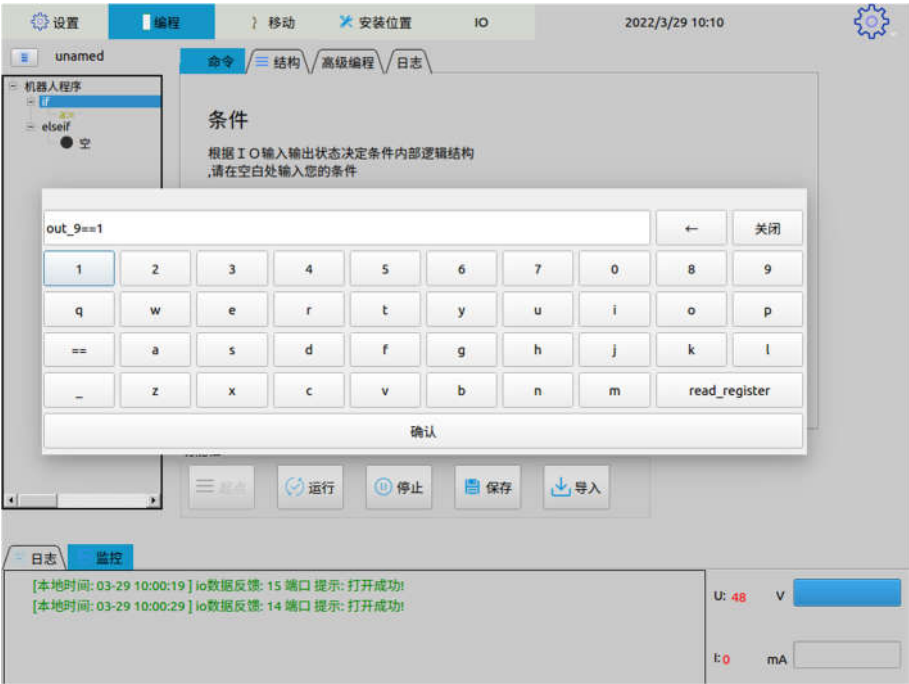 设置 编程 移动 安装位置 IO 2022/3/29 10:10
unamed
命令 结构 高级编程 日志
机器人程序
if
elseif
空
条件
根据IO输入输出状态决定条件内部逻辑结构
,请在空白处输入您的条件
out_9==1 ← 关闭
1 2 3 4 5 6 7 0 8 9
q w e r t y u i o p
== a s d f g h j k l
_ z x c v b n m read_register
确认
起点 运行 停止 保存 导入
日志 监控
[本地时间: 03-29 10:00:19 ] io数据反馈: 15 端口 提示: 打开成功!
[本地时间: 03-29 10:00:29 ] io数据反馈: 14 端口 提示: 打开成功!
U: 48 V
I: 0 mA